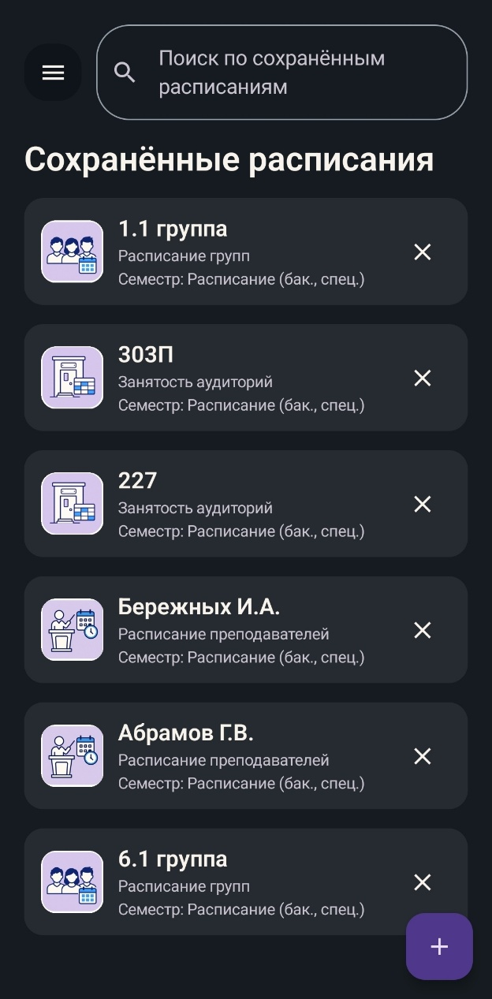 Поиск по сохранённым
расписаниям
Сохранённые расписания
1.1 группа
Расписание групп
Семестр: Расписание (бак., спец.)
303П
Занятость аудиторий
Семестр: Расписание (бак., спец.)
227
Занятость аудиторий
Семестр: Расписание (бак., спец.)
Бережных И.А.
Расписание преподавателей
Семестр: Расписание (бак., спец.)
Абрамов Г.В.
Расписание преподавателей
Семестр: Расписание (бак., спец.)
6.1 группа
Расписание групп
Семестр: Расписание (бак., спец.)